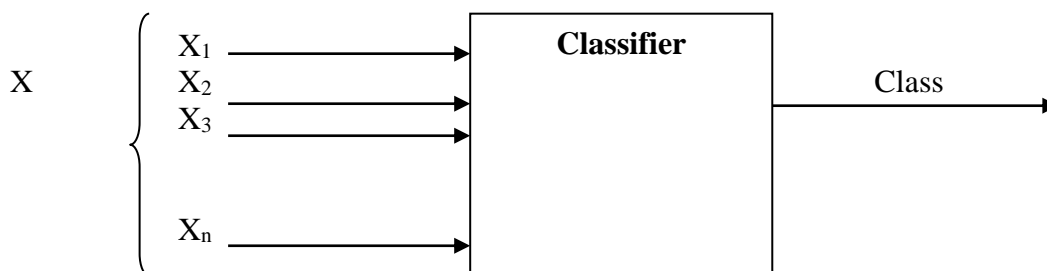 X₁
Classifier
X
X₂
Class
X₃
Xₙ